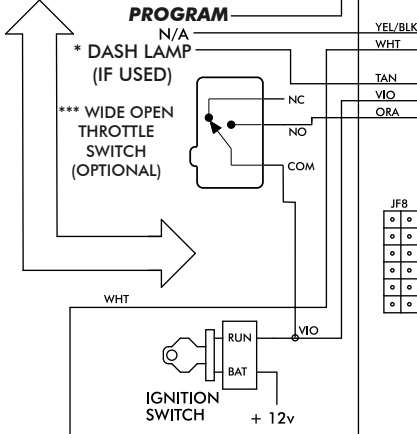 PROGRAM
N/A
YEL/BLK
* DASH LAMP
(IF USED)
WHT
TAN
VIO
ORA
*** WIDE OPEN
THROTTLE
SWITCH
(OPTIONAL)
NC
NO
COM
JF8
WHT
RUN
VIO
BAT
IGNITION
SWITCH
+ 12v